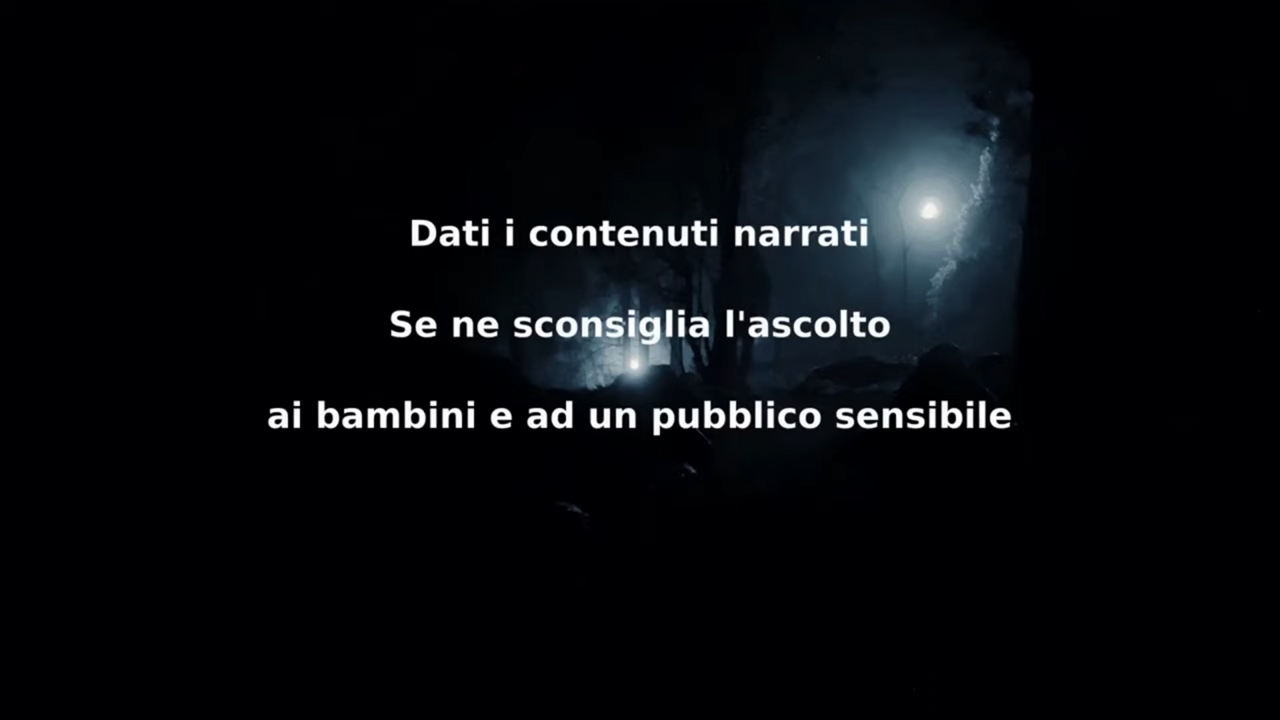 Dati i contenuti narrati
Se ne sconsiglia l'ascolto
ai bambini e ad un pubblico sensibile